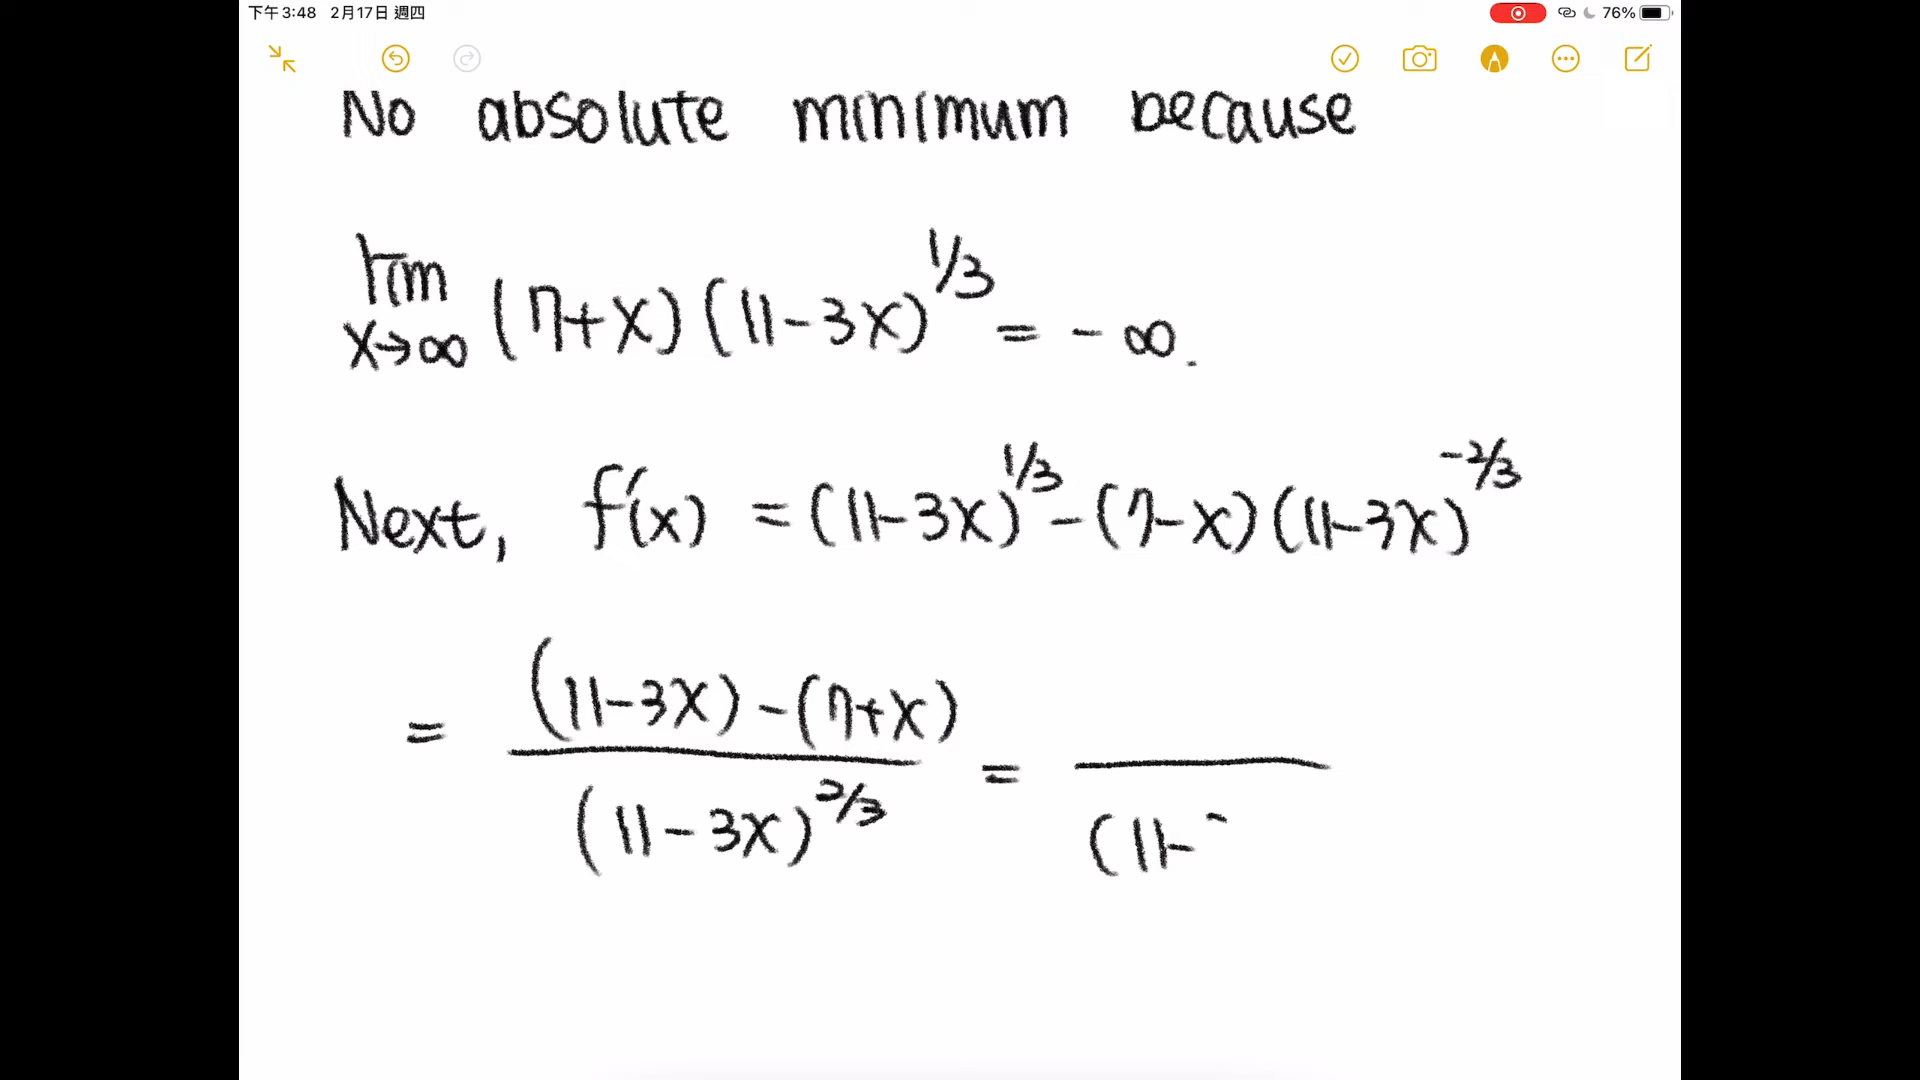 下午3:48 2月17日 週四 76%
No absolute minimum because
lim x→∞ (7+x)(11-3x)^1/3 = -∞.
Next, f'(x) = (11-3x)^1/3 - (7-x)(11-3x)^-2/3
= ((11-3x)-(7+x) / (11-3x)^2/3 = / (11-